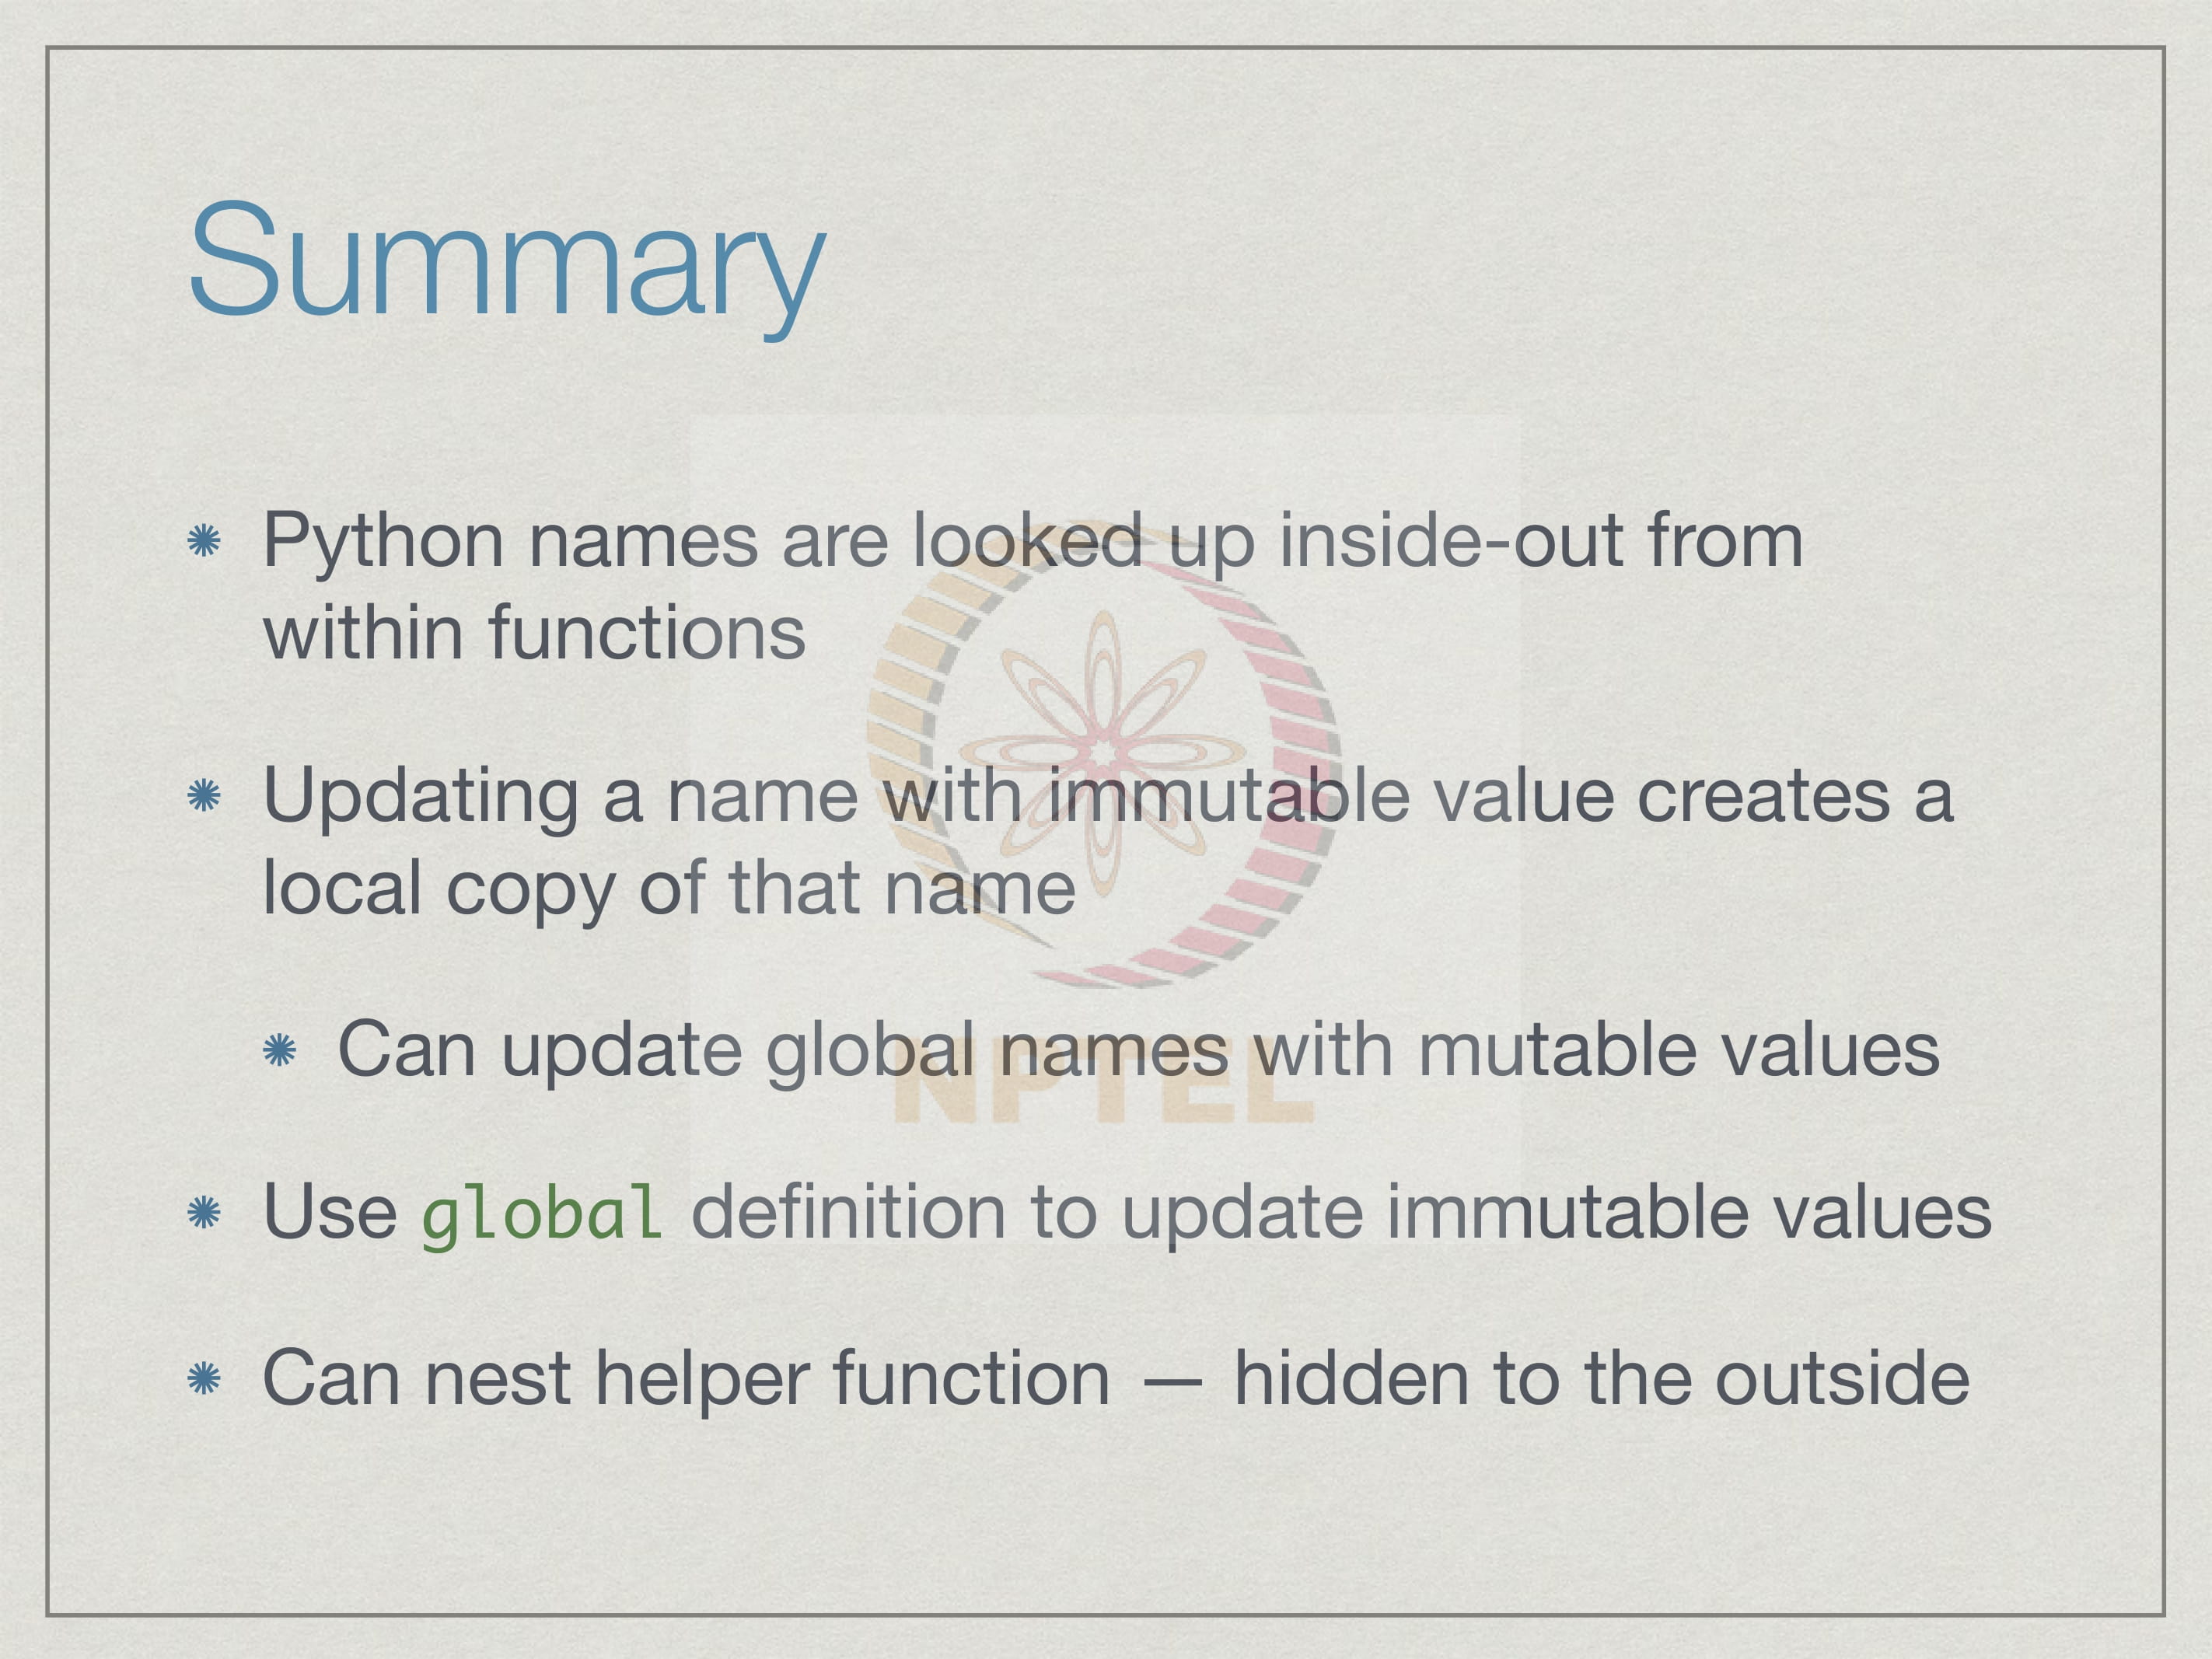 Summary
Python names are looked up inside-out from
within functions
Updating a name with immutable value creates a
local copy of that name
Can update global names with mutable values
NPTEL
Use global definition to update immutable values
Can nest helper function — hidden to the outside